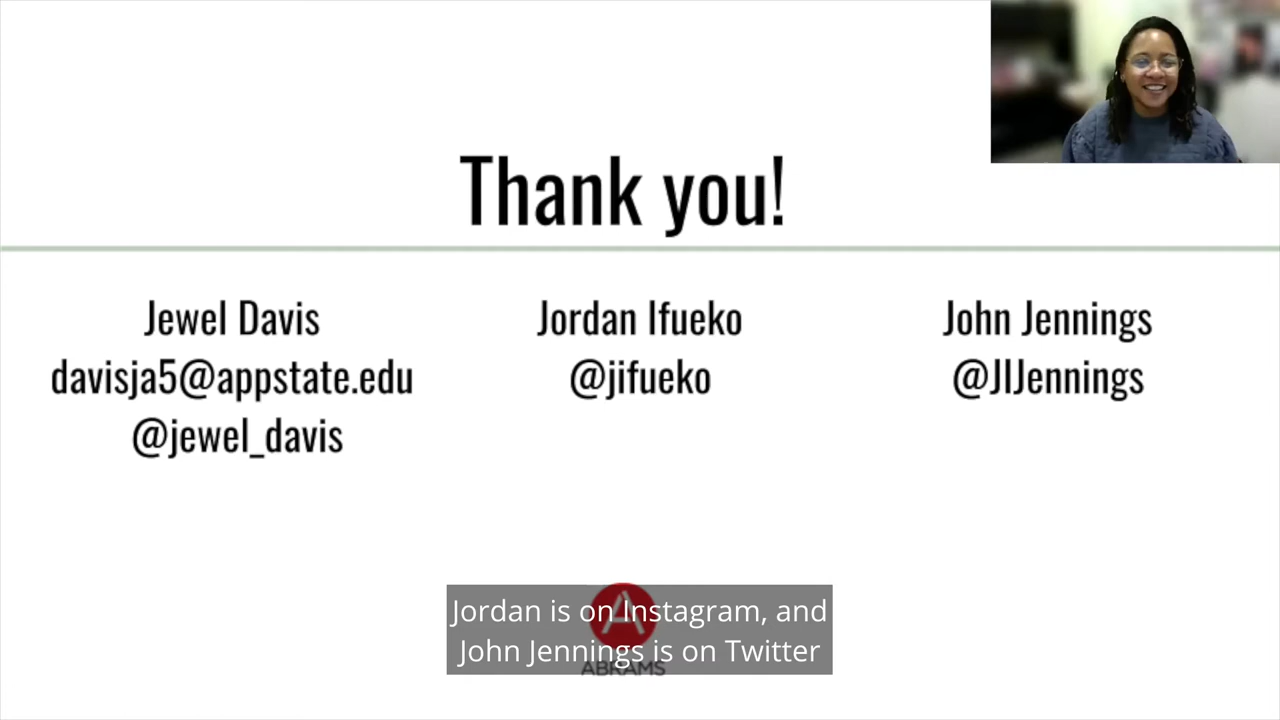 Thank you!
Jewel Davis
davisja5@appstate.edu
@jewel_davis
Jordan Ifueko
@jifueko
John Jennings
@JIJennings
Jordan is on Instagram, and
John Jennings is on Twitter
ABRAMS